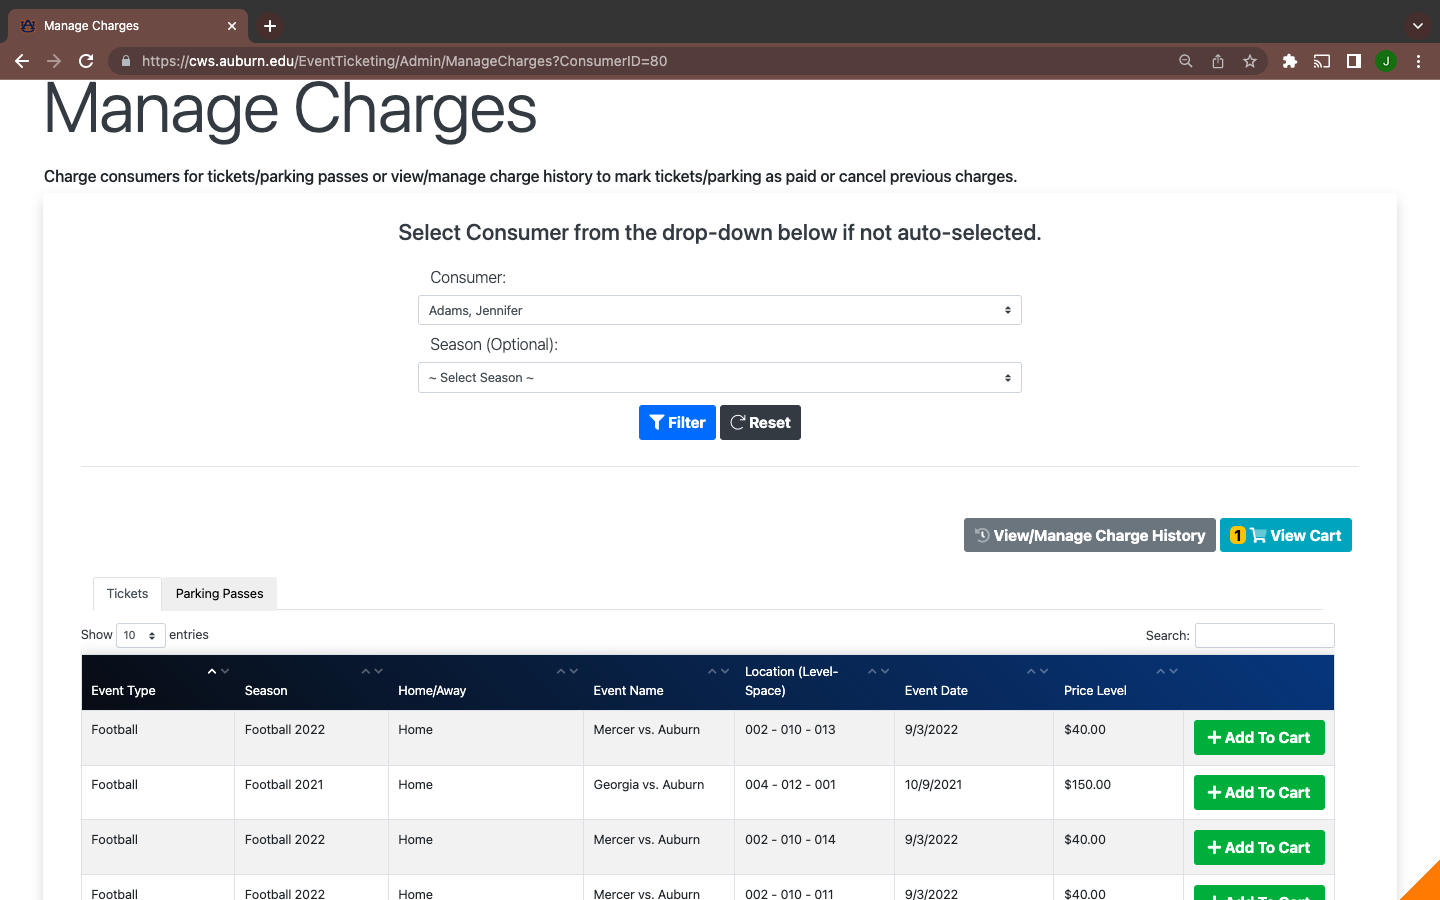 Manage Charges
https://cws.auburn.edu/EventTicketing/Admin/ManageCharges?ConsumerID=80
J
Manage Charges
Charge consumers for tickets/parking passes or view/manage charge history to mark tickets/parking as paid or cancel previous charges.
Select Consumer from the drop-down below if not auto-selected.
Consumer:
Adams, Jennifer
Season (Optional):
~ Select Season ~
Filter Reset
View/Manage Charge History 1 View Cart
Tickets Parking Passes
Show 10 entries Search:
Event Type Season Home/Away Event Name Location (Level-Space) Event Date Price Level
Football Football 2022 Home Mercer vs. Auburn 002 - 010 - 013 9/3/2022 $40.00 Add To Cart
Football Football 2021 Home Georgia vs. Auburn 004 - 012 - 001 10/9/2021 $150.00 Add To Cart
Football Football 2022 Home Mercer vs. Auburn 002 - 010 - 014 9/3/2022 $40.00 Add To Cart
Football Football 2022 Home Mercer vs. Auburn 002 - 010 - 011 9/3/2022 $40.00 Add To Cart